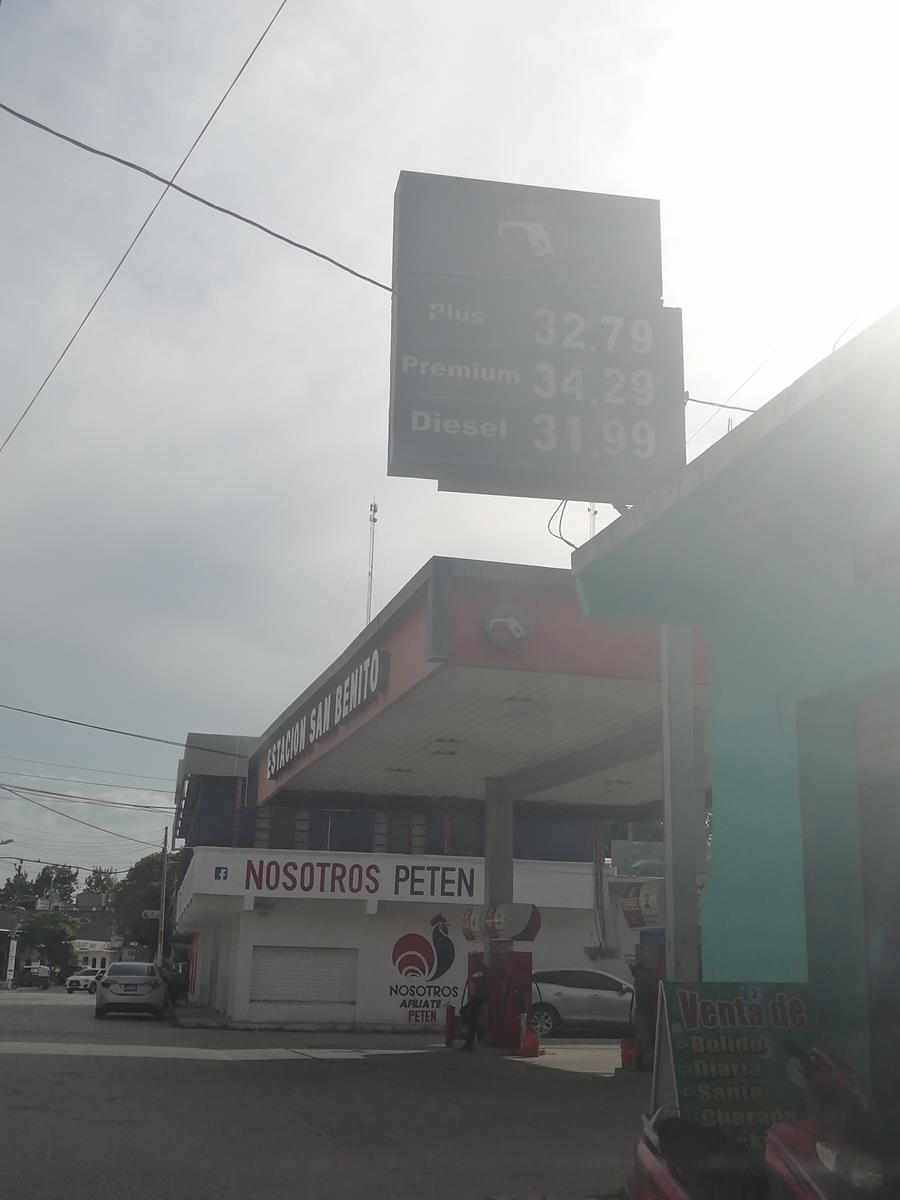 Plus 32.79
Premium 34.29
Diesel 31.99
ESTACION SAN BENITO
NOSOTROS PETEN
NOSOTROS
AFÍLIATE
PETEN
Venta de
Bolido
Diaria
Santa
Charada